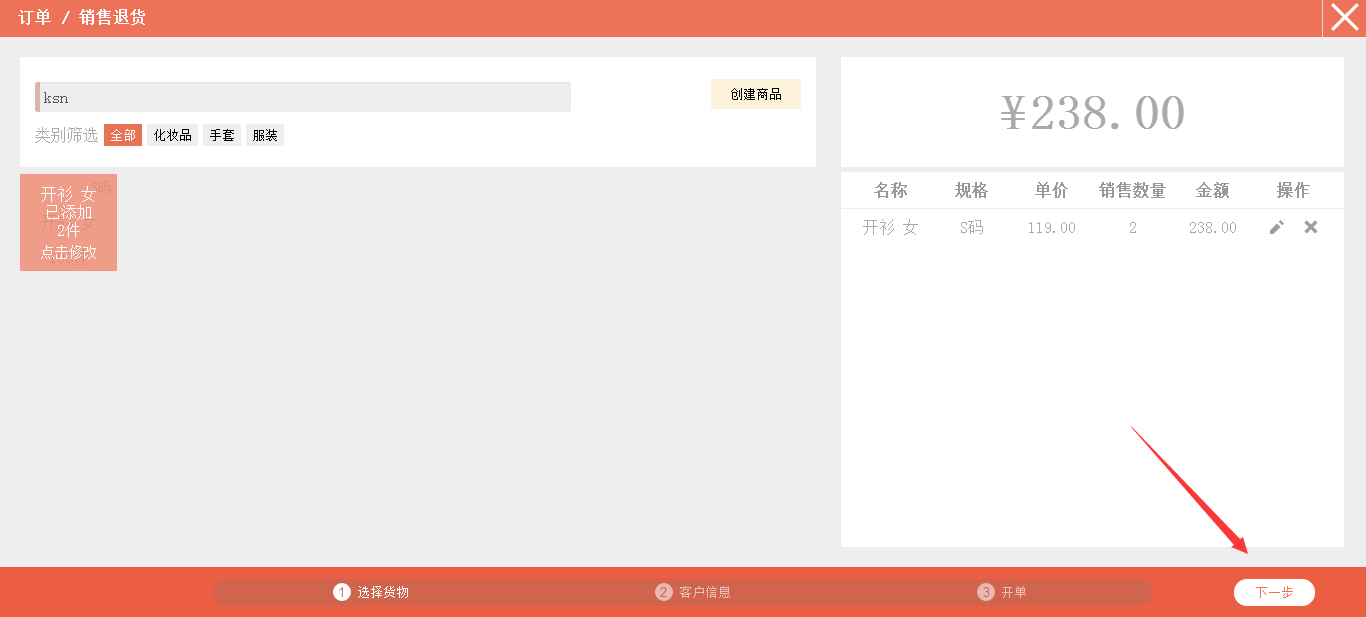 订单 / 销售退货
ksn
创建商品
类别筛选 全部 化妆品 手套 服装
开衫 女
已添加
2件
点击修改
¥238.00
名称 规格 单价 销售数量 金额 操作
开衫 女 S码 119.00 2 238.00
1 选择货物 2 客户信息 3 开单 下一步